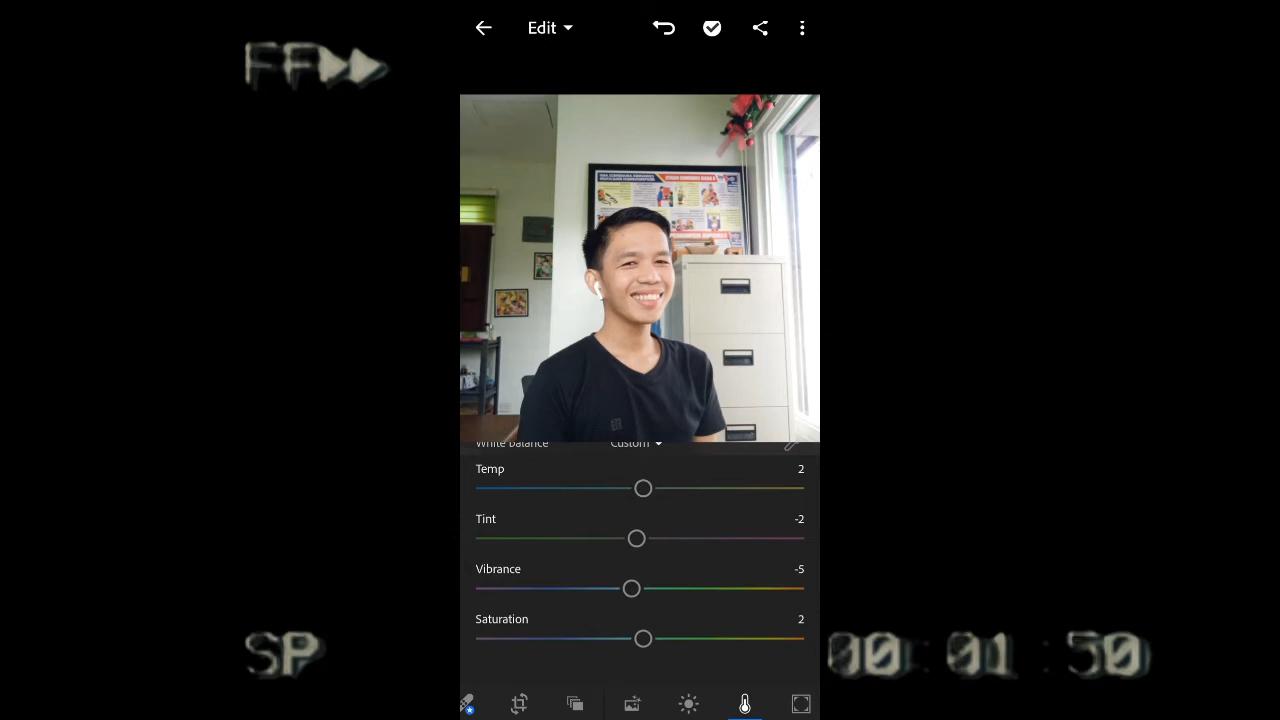 FF
Edit
White balance
Custom
Temp
2
Tint
-2
Vibrance
-5
Saturation
2
SP
00:01:50